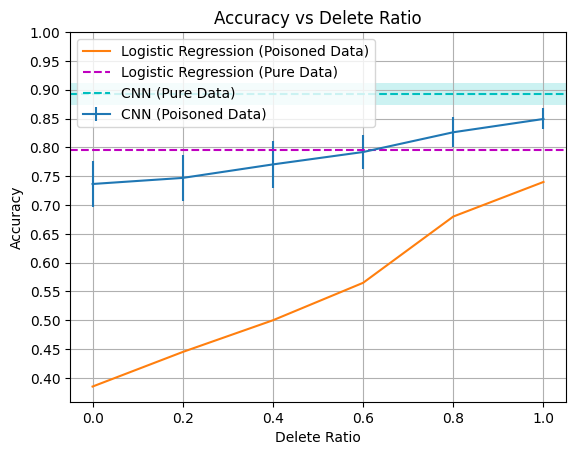 Accuracy vs Delete Ratio
1.00
0.95
0.90
0.85
0.80
0.75
0.70
0.65
0.60
0.55
0.50
0.45
0.40
Accuracy
Logistic Regression (Poisoned Data)
Logistic Regression (Pure Data)
CNN (Pure Data)
CNN (Poisoned Data)
0.0 0.2 0.4 0.6 0.8 1.0
Delete Ratio